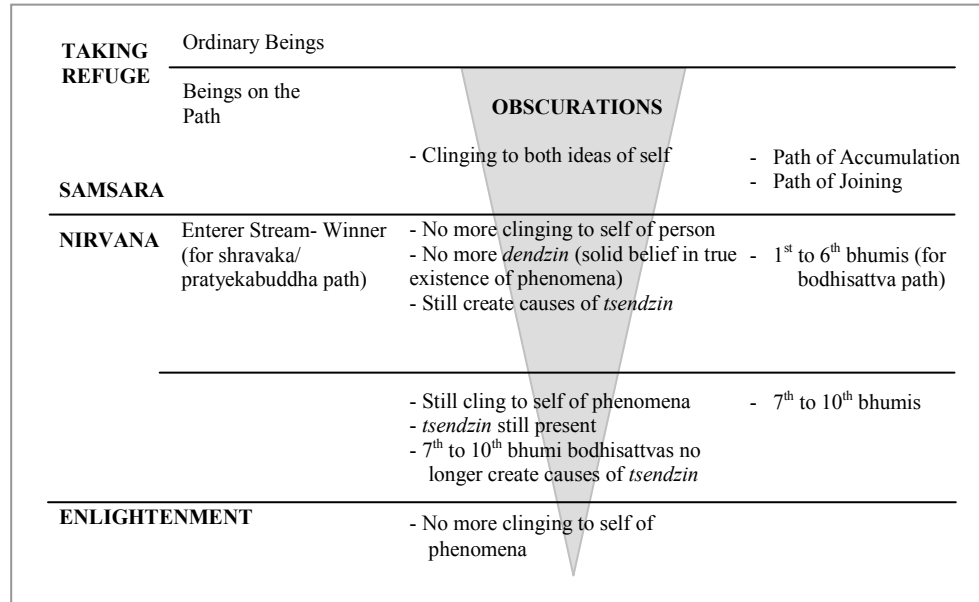 TAKING
REFUGE
Ordinary Beings
Beings on the
Path
OBSCURATIONS
- Clinging to both ideas of self
- Path of Accumulation
- Path of Joining
SAMSARA
NIRVANA
Enterer Stream- Winner
(for shravaka/
pratyekabuddha path)
- No more clinging to self of person
- No more dendzin (solid belief in true
existence of phenomena)
- Still create causes of tsendzin
- 1st to 6th bhumis (for
bodhisattva path)
- Still cling to self of phenomena
- tsendzin still present
- 7th to 10th bhumi bodhisattvas no
longer create causes of tsendzin
- 7th to 10th bhumis
ENLIGHTENMENT
- No more clinging to self of
phenomena